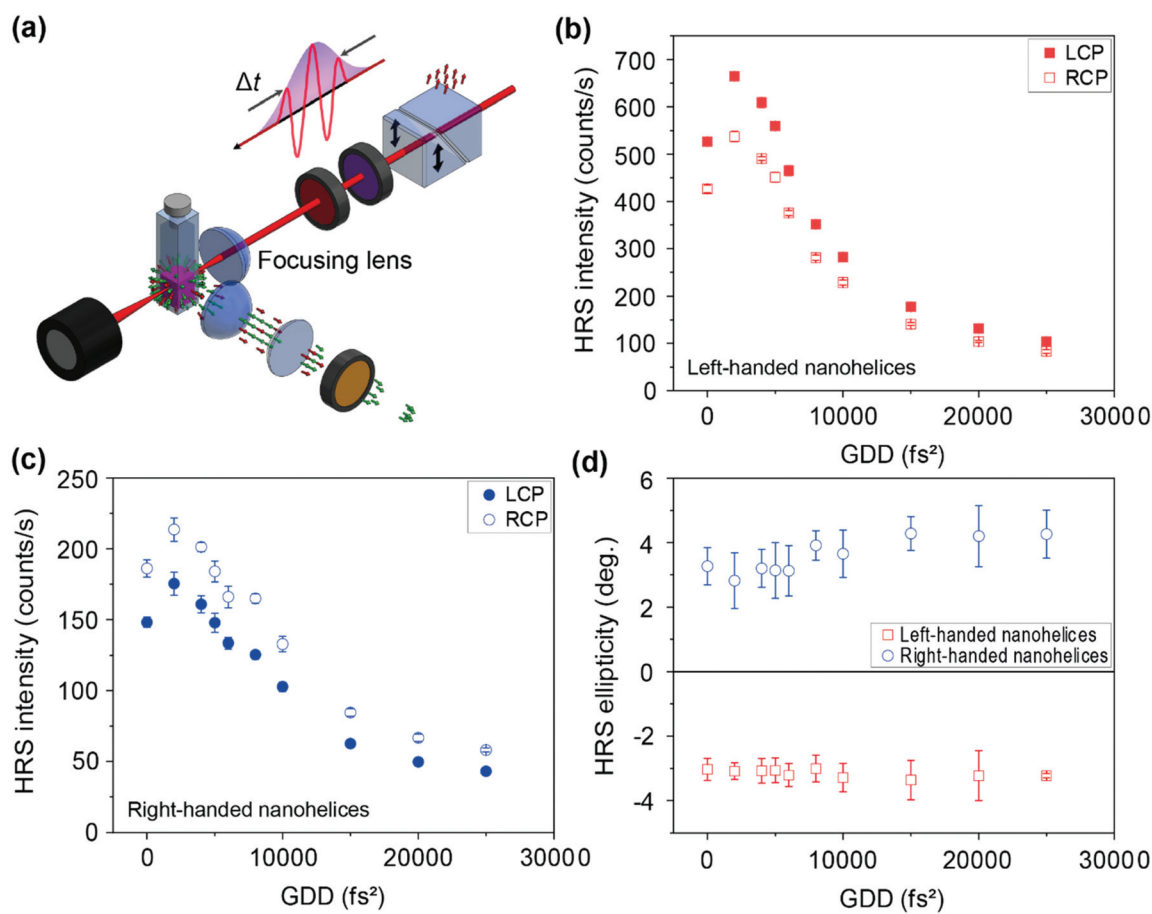 (a)
Δt
Focusing lens
(b)
HRS intensity (counts/s)
700
600
500
400
300
200
100
0
LCP
RCP
Left-handed nanohelices
0
10000
20000
30000
GDD (fs²)
(c)
HRS intensity (counts/s)
250
200
150
100
50
0
LCP
RCP
Right-handed nanohelices
0
10000
20000
30000
GDD (fs²)
(d)
HRS ellipticity (deg.)
6
4
2
0
-2
-4
Left-handed nanohelices
Right-handed nanohelices
0
10000
20000
30000
GDD (fs²)